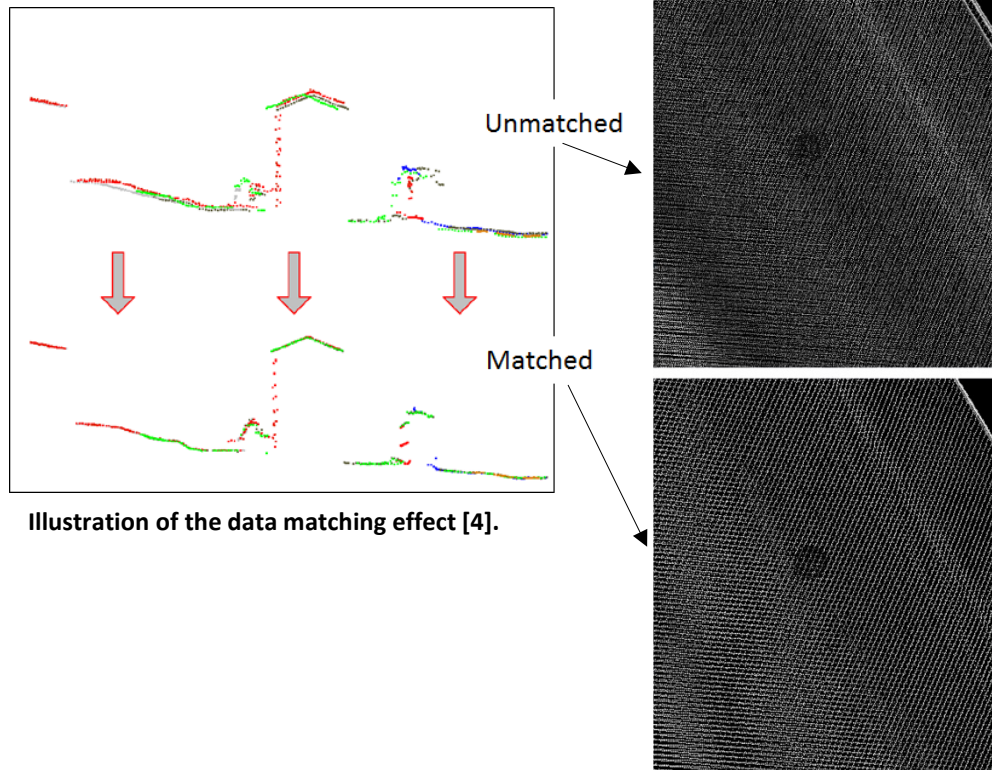 Unmatched
Matched
Illustration of the data matching effect [4].